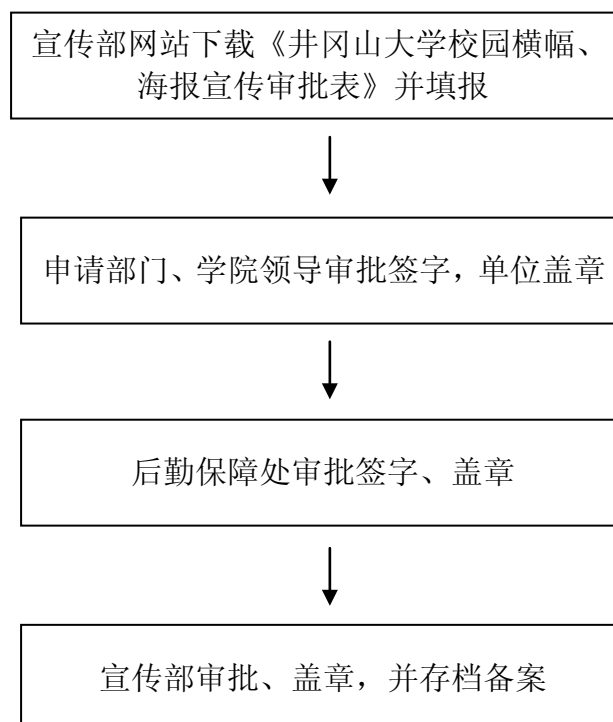 宣传部网站下载《井冈山大学校园横幅、
海报宣传审批表》并填报
申请部门、学院领导审批签字，单位盖章
后勤保障处审批签字、盖章
宣传部审批、盖章，并存档备案